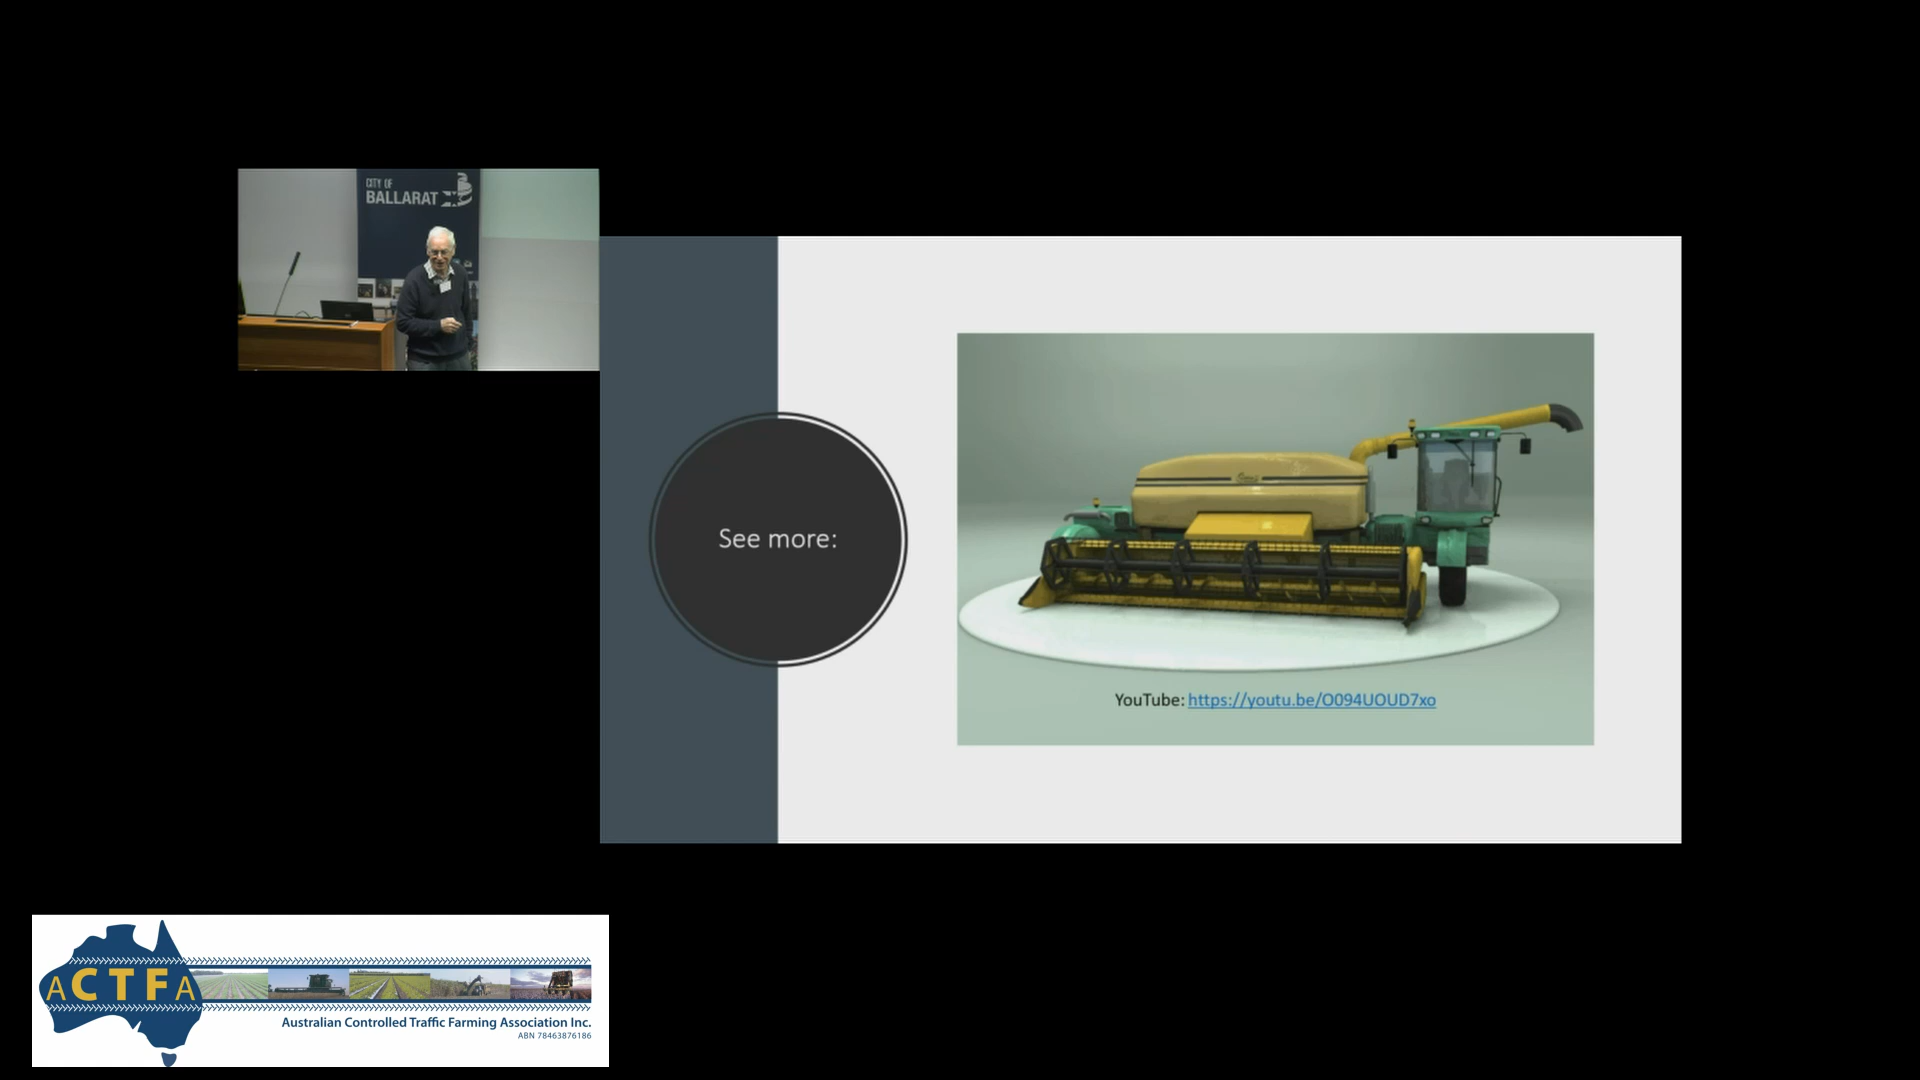 CITY OF
BALLARAT
See more:
YouTube: https://youtu.be/O094UOUD7xo
ACTFA
Australian Controlled Traffic Farming Association Inc.
ABN 78463876186